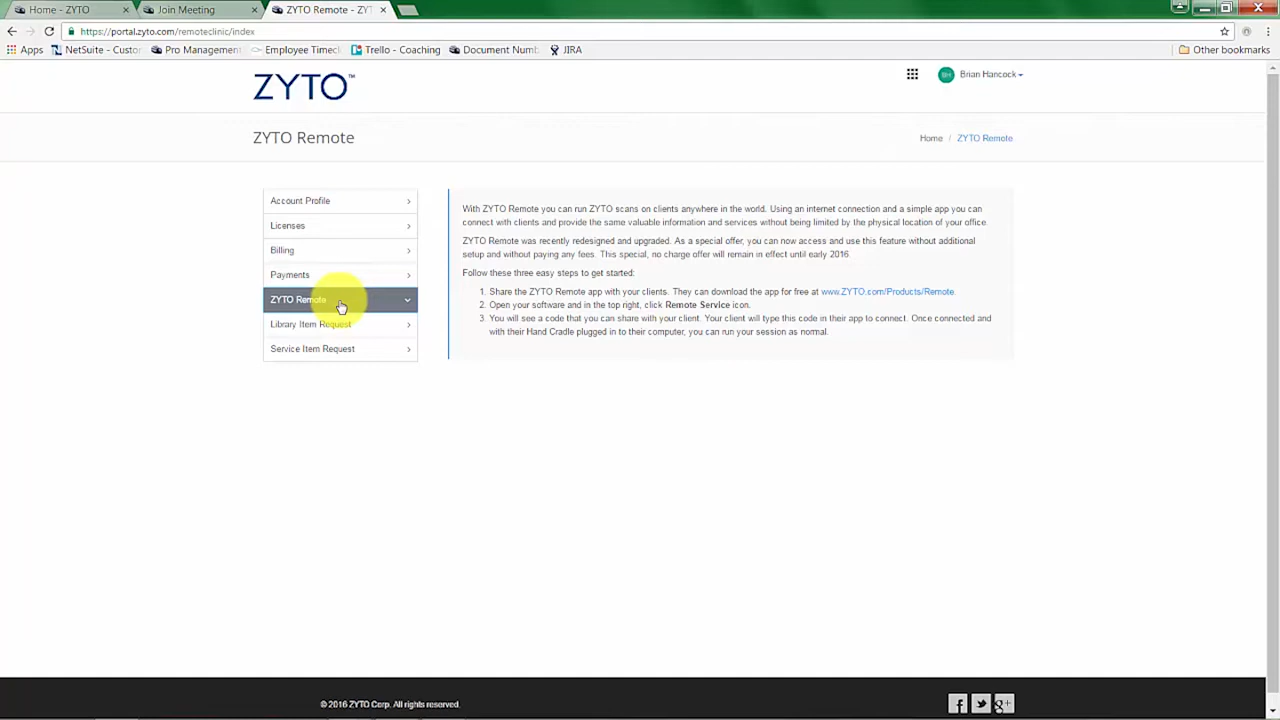 Home - ZYTO
Join Meeting
ZYTO Remote - ZYT
https://portal.zyto.com/remoteclinic/index
Apps
NetSuite - Custo
Pro Management
Employee Timecl
Trello - Coaching
Document Numb
JIRA
Other bookmarks
ZYTO™
Brian Hancock
ZYTO Remote
Home / ZYTO Remote
Account Profile
Licenses
Billing
Payments
ZYTO Remote
Library Item Request
Service Item Request
With ZYTO Remote you can run ZYTO scans on clients anywhere in the world. Using an internet connection and a simple app you can
connect with clients and provide the same valuable information and services without being limited by the physical location of your office.
ZYTO Remote was recently redesigned and upgraded. As a special offer, you can now access and use this feature without additional
setup and without paying any fees. This special, no charge offer will remain in effect until early 2016.
Follow these three easy steps to get started:
1. Share the ZYTO Remote app with your clients. They can download the app for free at www.ZYTO.com/Products/Remote.
2. Open your software and in the top right, click Remote Service icon.
3. You will see a code that you can share with your client. Your client will type this code in their app to connect. Once connected and
with their Hand Cradle plugged in to their computer, you can run your session as normal.
© 2016 ZYTO Corp. All rights reserved.